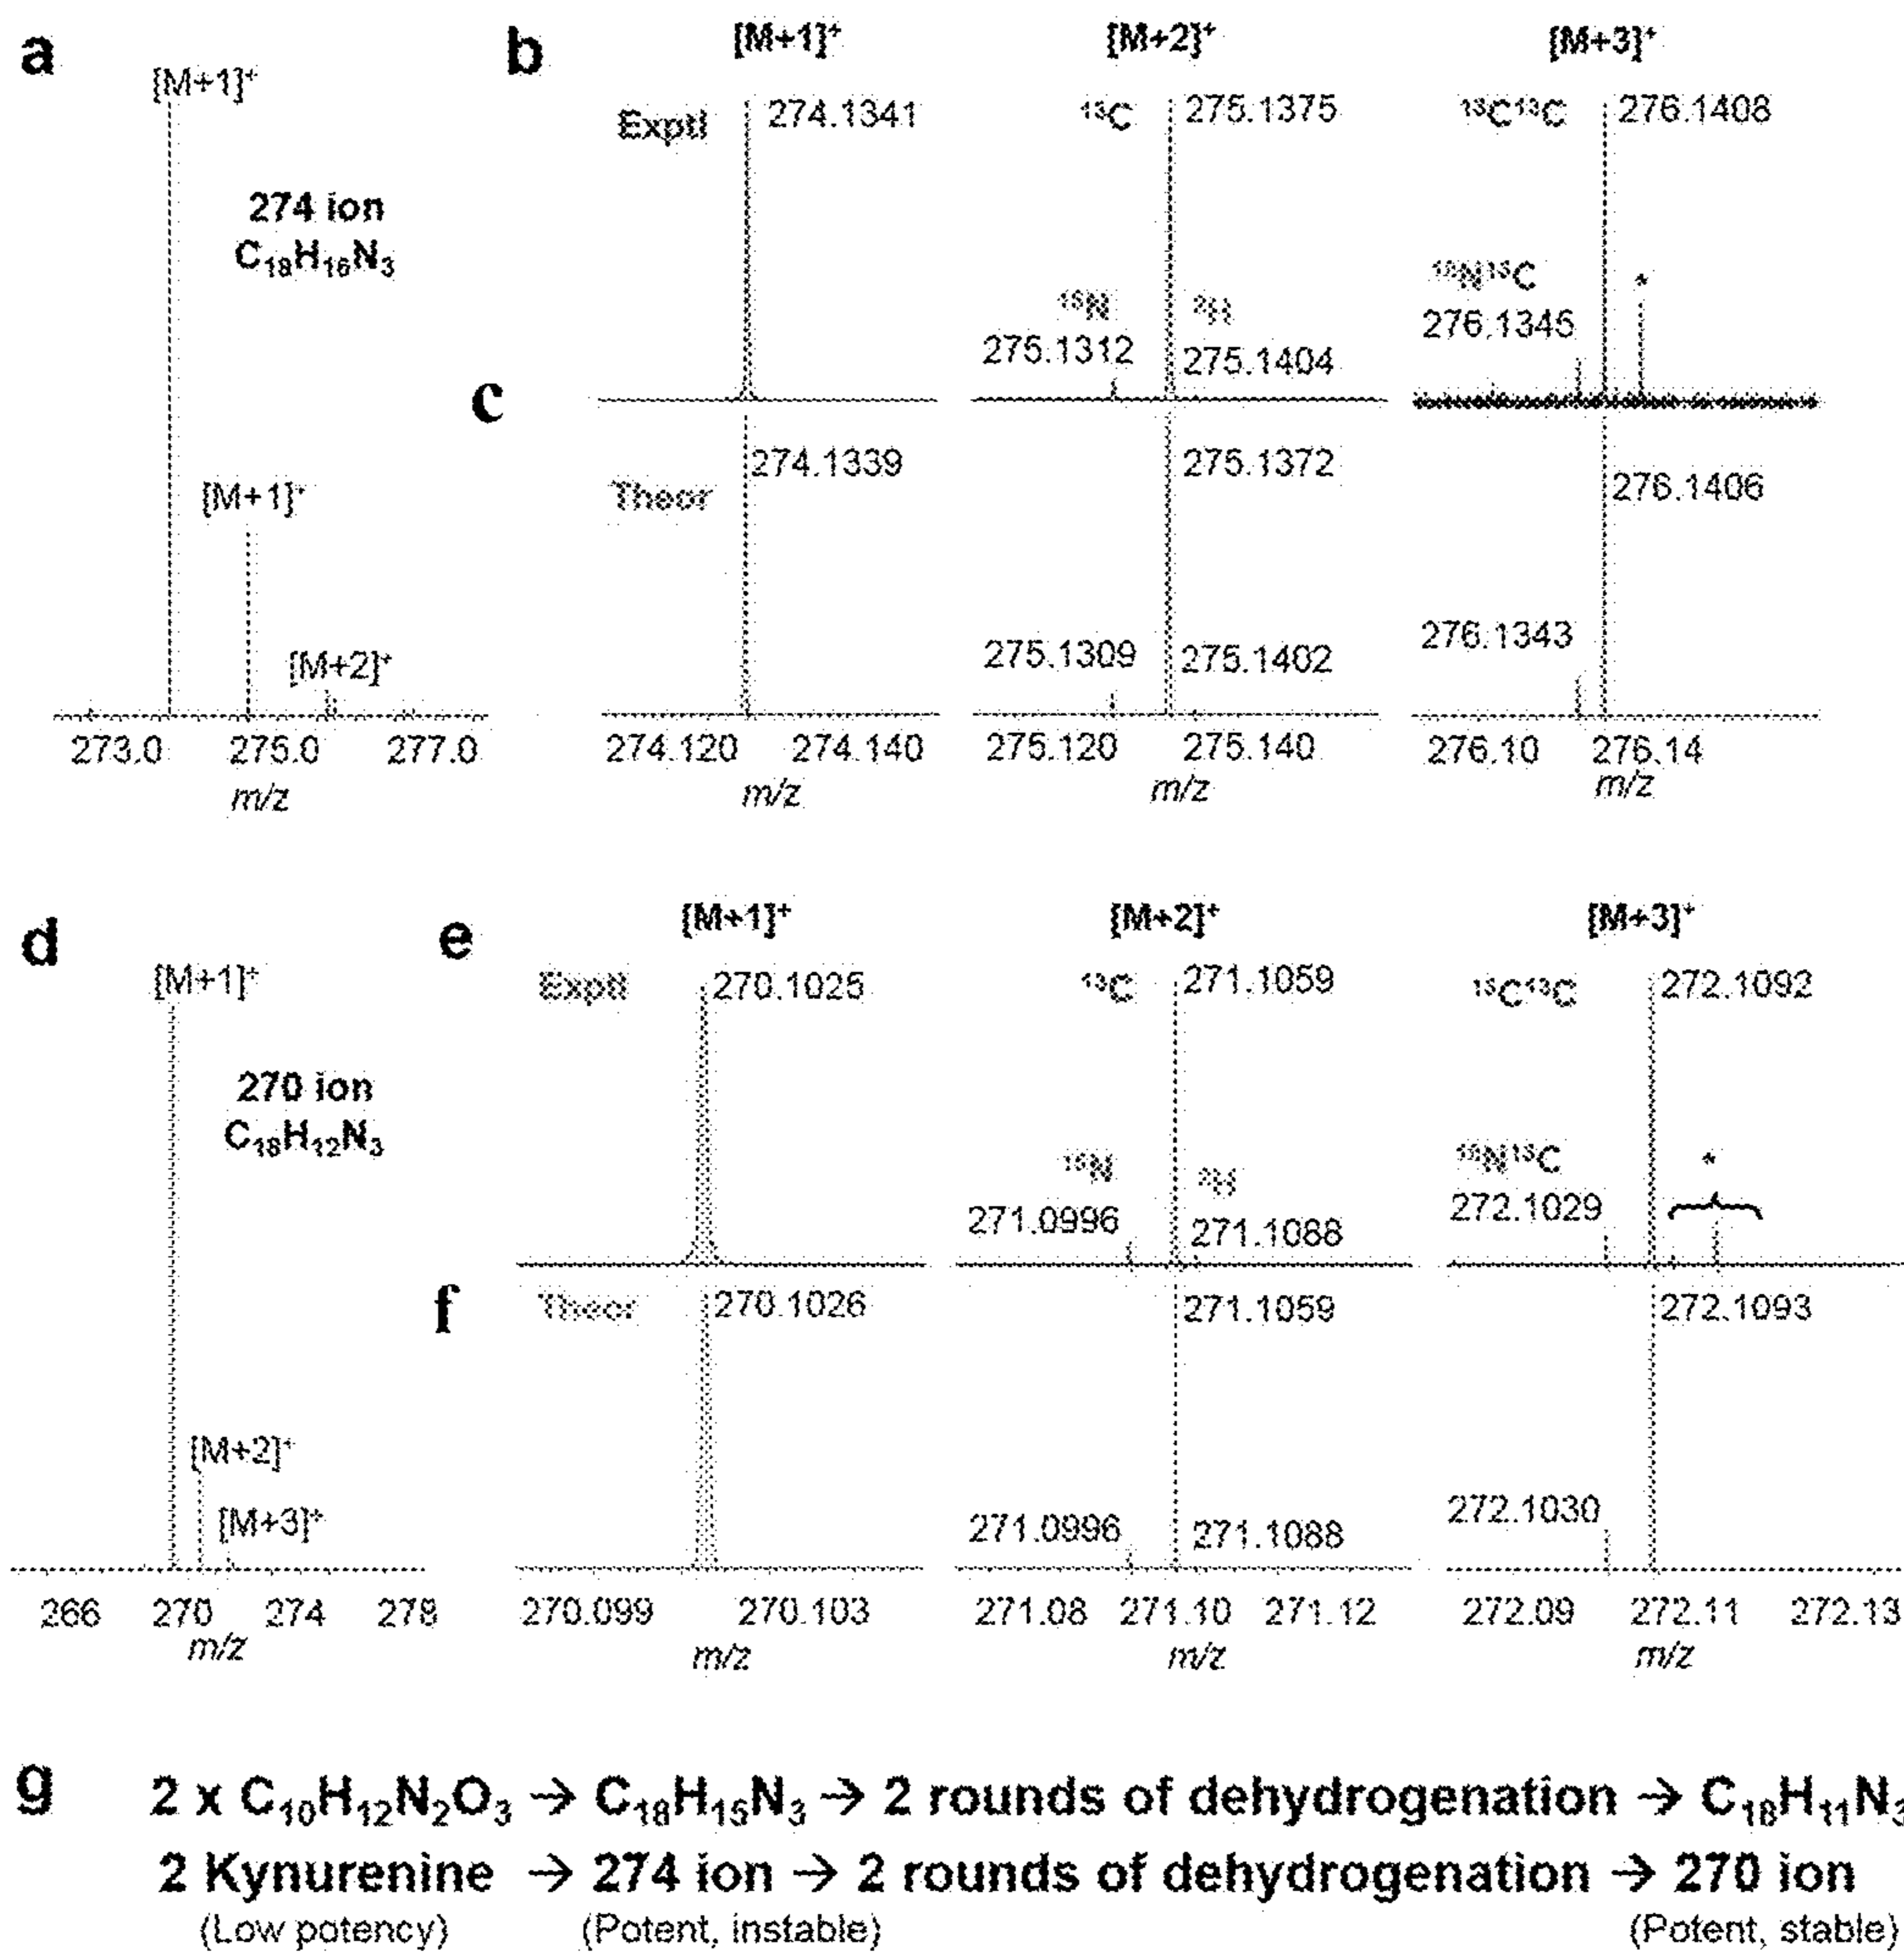 a
[M+1]⁺
274 ion
C₁₈H₁₆N₃
[M+1]⁺
[M+2]⁺
273.0 275.0 277.0
m/z
b
[M+1]⁺ [M+2]⁺ [M+3]⁺
Exptl 274.1341
¹³C 275.1375
¹⁵N 275.1312
²H 275.1404
¹³C¹³C 276.1408
¹⁵N¹³C
276.1345
*
c
Theor 274.1339
275.1372
275.1309 275.1402
276.1406
276.1343
274.120 274.140
m/z
275.120 275.140
m/z
276.10 276.14
m/z
d
[M+1]⁺
270 ion
C₁₈H₁₂N₃
[M+2]⁺
[M+3]⁺
266 270 274 278
m/z
e
[M+1]⁺ [M+2]⁺ [M+3]⁺
Exptl 270.1025
¹³C 271.1059
¹⁵N 271.0996
²H 271.1088
¹³C¹³C 272.1092
¹⁵N¹³C
272.1029
*
f
Theor 270.1026
271.1059
271.0996 271.1088
272.1093
272.1030
270.099 270.103
m/z
271.08 271.10 271.12
m/z
272.09 272.11 272.13
m/z
g
2 x C₁₀H₁₂N₂O₃ → C₁₈H₁₅N₃ → 2 rounds of dehydrogenation → C₁₈H₁₁N₃
2 Kynurenine → 274 ion → 2 rounds of dehydrogenation → 270 ion
(Low potency) (Potent, instable) (Potent, stable)